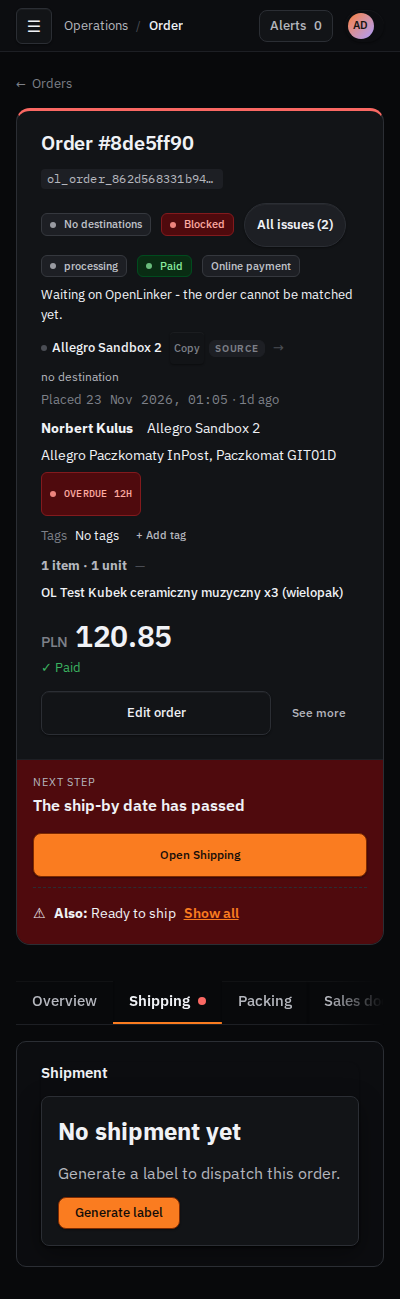 ☰ Operations / Order Alerts 0 AD
← Orders
Order #8de5ff90
ol_order_862d568331b94…
No destinations Blocked All issues (2)
processing Paid Online payment
Waiting on OpenLinker - the order cannot be matched
yet.
Allegro Sandbox 2 Copy SOURCE →
no destination
Placed 23 Nov 2026, 01:05 · 1d ago
Norbert Kulus Allegro Sandbox 2
Allegro Paczkomaty InPost, Paczkomat GIT01D
OVERDUE 12H
Tags No tags + Add tag
1 item · 1 unit —
OL Test Kubek ceramiczny muzyczny x3 (wielopak)
PLN 120.85
✓ Paid
Edit order See more
NEXT STEP
The ship-by date has passed
Open Shipping
⚠ Also: Ready to ship Show all
Overview Shipping Packing Sales do
Shipment
No shipment yet
Generate a label to dispatch this order.
Generate label